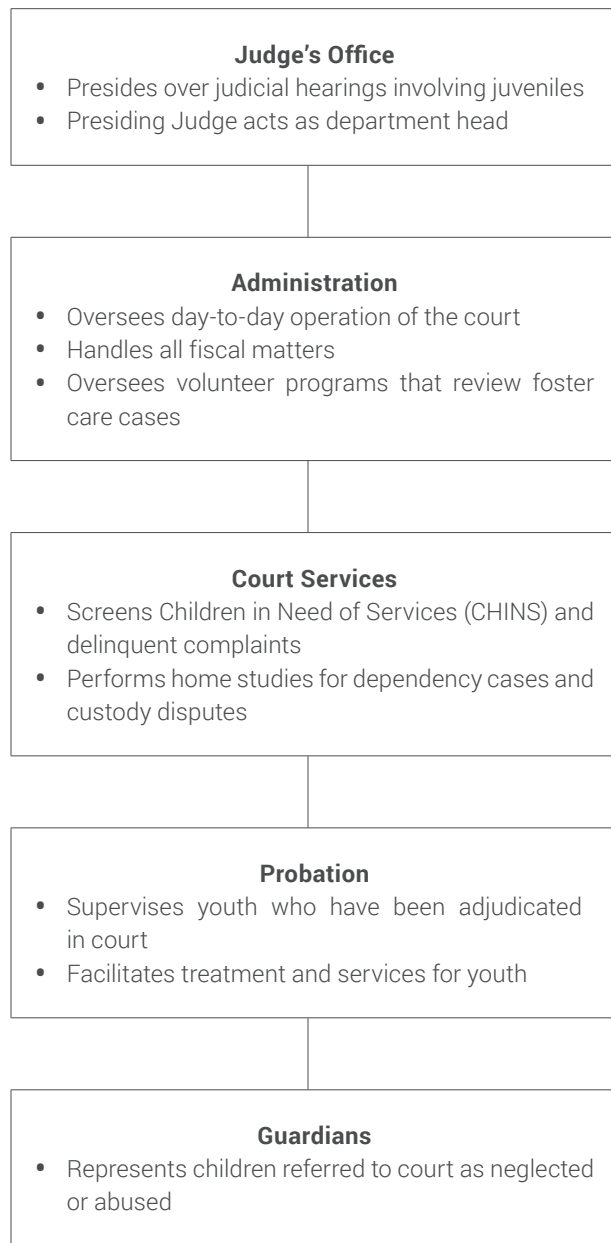 Judge’s Office
• Presides over judicial hearings involving juveniles
• Presiding Judge acts as department head
Administration
• Oversees day-to-day operation of the court
• Handles all fiscal matters
• Oversees volunteer programs that review foster
care cases
Court Services
• Screens Children in Need of Services (CHINS) and
delinquent complaints
• Performs home studies for dependency cases and
custody disputes
Probation
• Supervises youth who have been adjudicated
in court
• Facilitates treatment and services for youth
Guardians
• Represents children referred to court as neglected
or abused